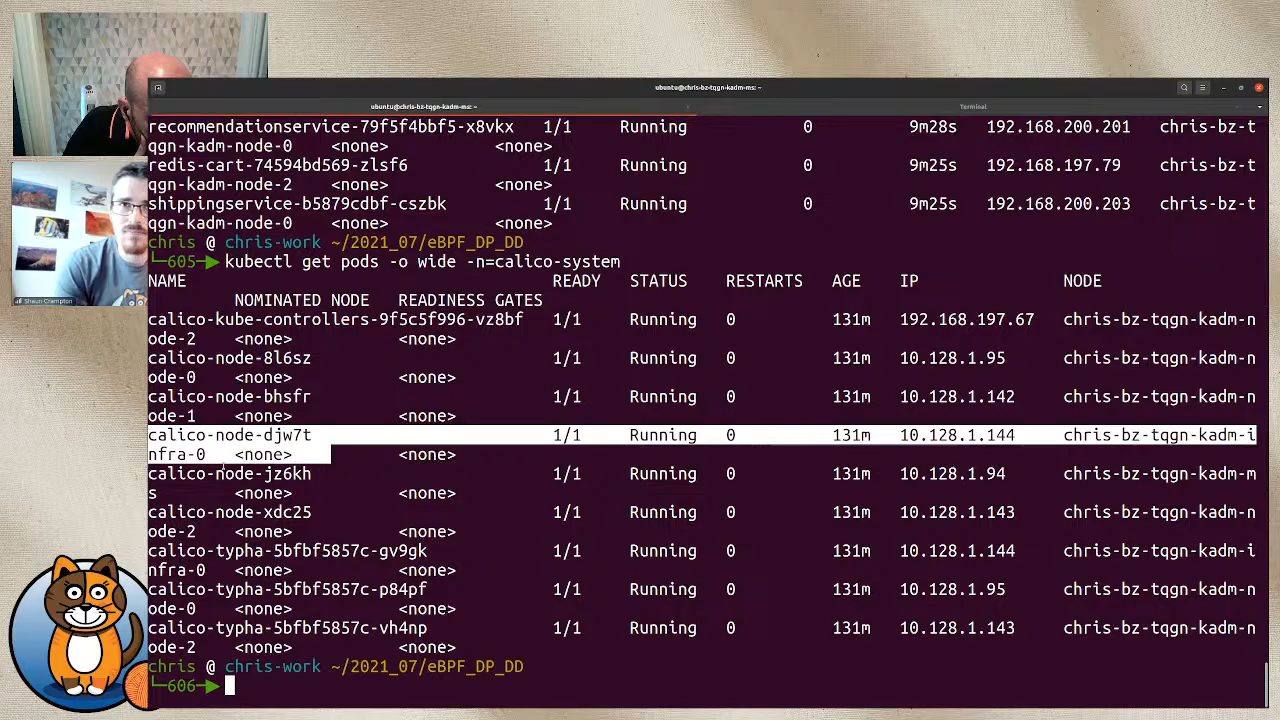 ubuntu@chris-bz-tqgn-kadm-ms: ~
ubuntu@chris-bz-tqgn-kadm-ms: ~
Terminal
recommendationservice-79f5f4bbf5-x8vkx 1/1 Running 0 9m28s 192.168.200.201 chris-bz-t
qgn-kadm-node-0 <none> <none>
redis-cart-74594bd569-zlsf6 1/1 Running 0 9m25s 192.168.197.79 chris-bz-t
qgn-kadm-node-2 <none> <none>
shippingservice-b5879cdbf-cszbk 1/1 Running 0 9m25s 192.168.200.203 chris-bz-t
qgn-kadm-node-0 <none> <none>
chris @ chris-work ~/2021_07/eBPF_DP_DD
605 kubectl get pods -o wide -n=calico-system
NAME READY STATUS RESTARTS AGE IP NODE
NOMINATED NODE READINESS GATES
calico-kube-controllers-9f5c5f996-vz8bf 1/1 Running 0 131m 192.168.197.67 chris-bz-tqgn-kadm-n
ode-2 <none> <none>
calico-node-8l6sz 1/1 Running 0 131m 10.128.1.95 chris-bz-tqgn-kadm-n
ode-0 <none> <none>
calico-node-bhsfr 1/1 Running 0 131m 10.128.1.142 chris-bz-tqgn-kadm-n
ode-1 <none> <none>
calico-node-djw7t 1/1 Running 0 131m 10.128.1.144 chris-bz-tqgn-kadm-i
nfra-0 <none> <none>
calico-node-jz6kn 1/1 Running 0 131m 10.128.1.94 chris-bz-tqgn-kadm-m
s <none> <none>
calico-node-xdc25 1/1 Running 0 131m 10.128.1.143 chris-bz-tqgn-kadm-n
ode-2 <none> <none>
calico-typha-5bfbf5857c-gv9gk 1/1 Running 0 131m 10.128.1.144 chris-bz-tqgn-kadm-i
nfra-0 <none> <none>
calico-typha-5bfbf5857c-p84pf 1/1 Running 0 131m 10.128.1.95 chris-bz-tqgn-kadm-n
ode-0 <none> <none>
calico-typha-5bfbf5857c-vh4np 1/1 Running 0 131m 10.128.1.143 chris-bz-tqgn-kadm-n
ode-2 <none> <none>
chris @ chris-work ~/2021_07/eBPF_DP_DD
606
Shaun Crampton